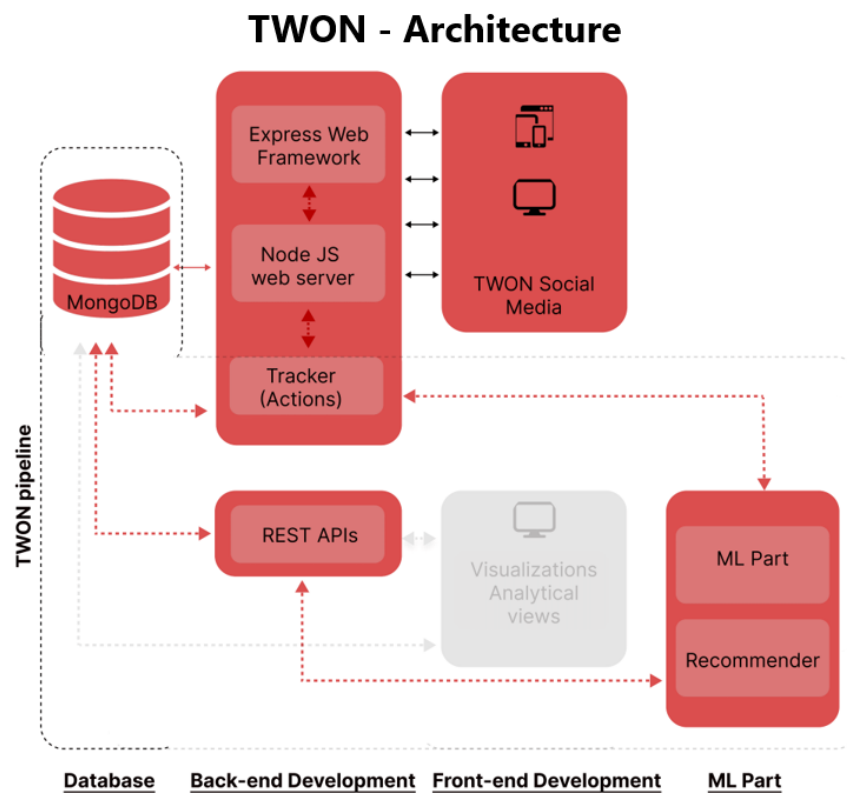 TWON - Architecture
Express Web
Framework
Node JS
web server
MongoDB
TWON Social
Media
Tracker
(Actions)
TWON pipeline
REST APIs
Visualizations
Analytical
views
ML Part
Recommender
Database
Back-end Development
Front-end Development
ML Part